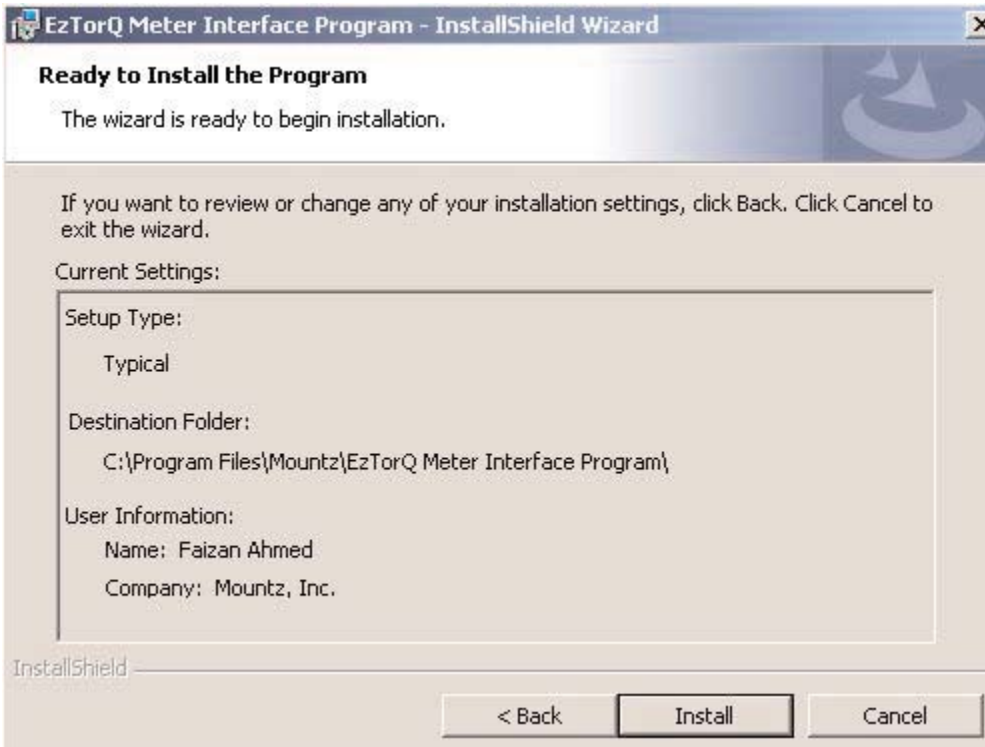 EzTorQ Meter Interface Program - InstallShield Wizard
Ready to Install the Program
The wizard is ready to begin installation.
If you want to review or change any of your installation settings, click Back. Click Cancel to
exit the wizard.
Current Settings:
Setup Type:
Typical
Destination Folder:
C:\Program Files\Mountz\EzTorQ Meter Interface Program\
User Information:
Name: Faizan Ahmed
Company: Mountz, Inc.
InstallShield
< Back
Install
Cancel